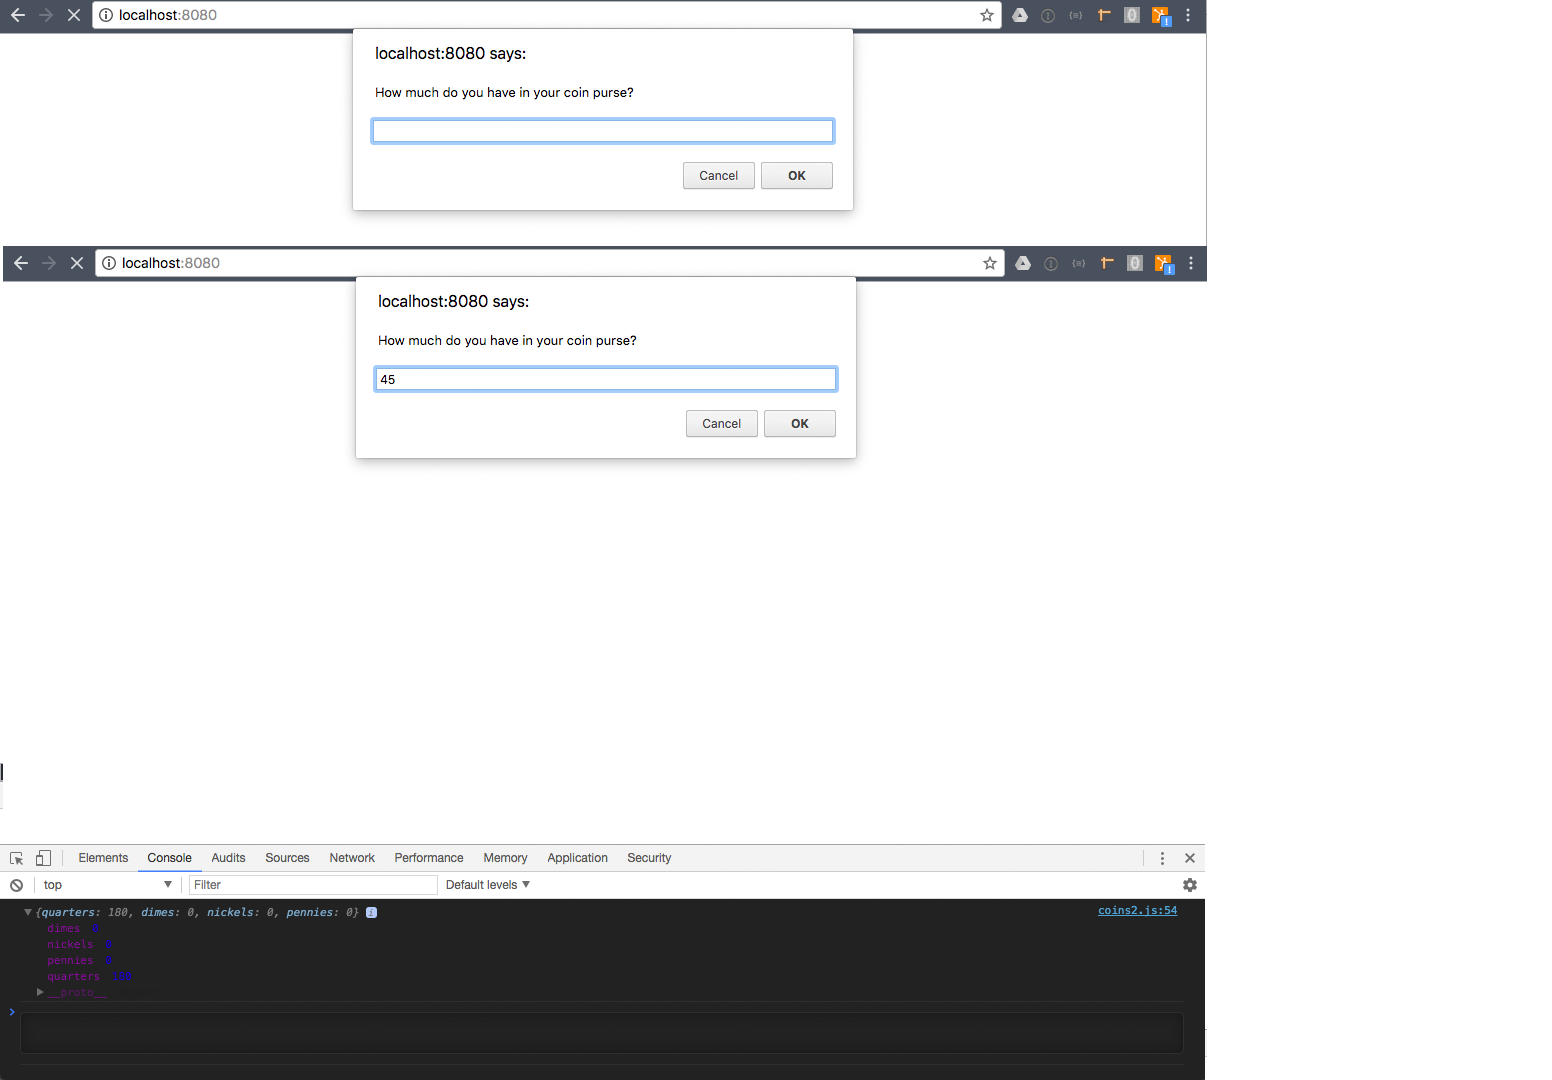 localhost:8080
localhost:8080 says:
How much do you have in your coin purse?
Cancel OK
localhost:8080
localhost:8080 says:
How much do you have in your coin purse?
45
Cancel OK
Elements Console Audits Sources Network Performance Memory Application Security
top Filter Default levels
{quarters: 180, dimes: 0, nickels: 0, pennies: 0} coins2.js:54
dimes 0
nickels 0
pennies 0
quarters 180
__proto__